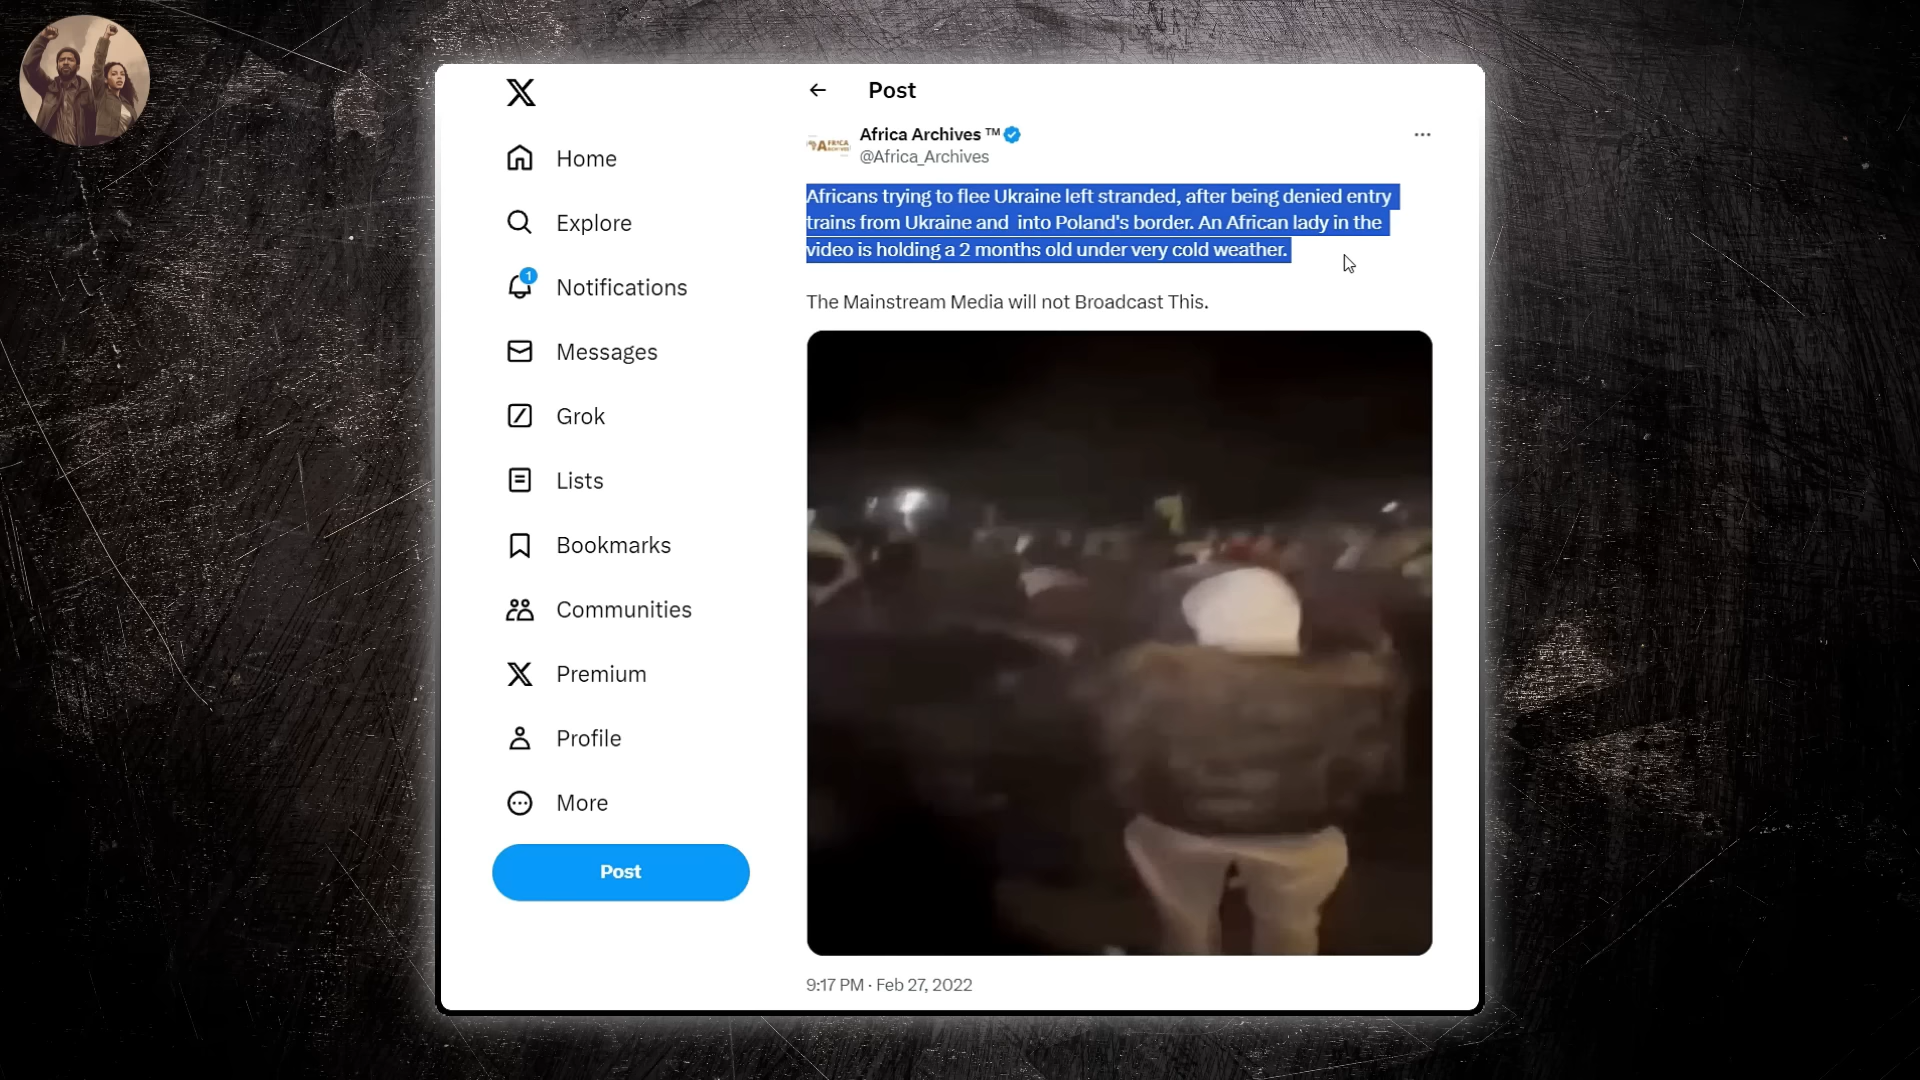 Post
Home
Explore
1
Notifications
Messages
Grok
Lists
Bookmarks
Communities
Premium
Profile
More
Post
Africa Archives ™
@Africa_Archives
Africans trying to flee Ukraine left stranded, after being denied entry
trains from Ukraine and  into Poland's border. An African lady in the
video is holding a 2 months old under very cold weather.
The Mainstream Media will not Broadcast This.
9:17 PM · Feb 27, 2022